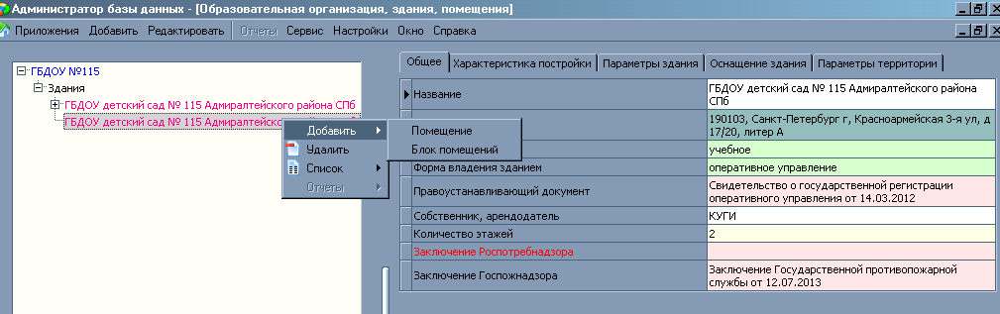 Администратор базы данных - [Образовательная организация, здания, помещения]
Приложения Добавить Редактировать Отчеты Сервис Настройки Окно Справка
ГБДОУ №115
Здания
ГБДОУ детский сад № 115 Адмиралтейского района СПб
ГБДОУ детский сад № 115 Адмиралтейск
Добавить
Удалить
Список
Отчеты
Помещение
Блок помещений
Общее Характеристика постройки Параметры здания Оснащение здания Параметры территории
Название
ГБДОУ детский сад № 115 Адмиралтейского района
СПб
190103, Санкт-Петербург г, Красноармейская 3-я ул, д
17/20, литер А
учебное
Форма владения зданием
оперативное управление
Правоустанавливающий документ
Свидетельство о государственной регистрации
оперативного управления от 14.03.2012
Собственник, арендодатель
КУГИ
Количество этажей
2
Заключение Роспотребнадзора
Заключение Госпожнадзора
Заключение Государственной противопожарной
службы от 12.07.2013